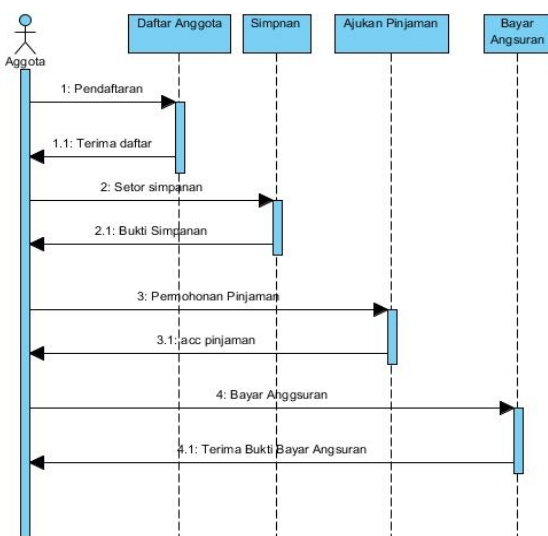 Daftar Anggota
Simpnan
Ajukan Pinjaman
Bayar
Angsuran
Aggota
1: Pendaftaran
1.1: Terima daftar
2: Setor simpanan
2.1: Bukti Simpanan
3: Permohonan Pinjaman
3.1: acc pinjaman
4: Bayar Anggsuran
4.1: Terima Bukti Bayar Angsuran